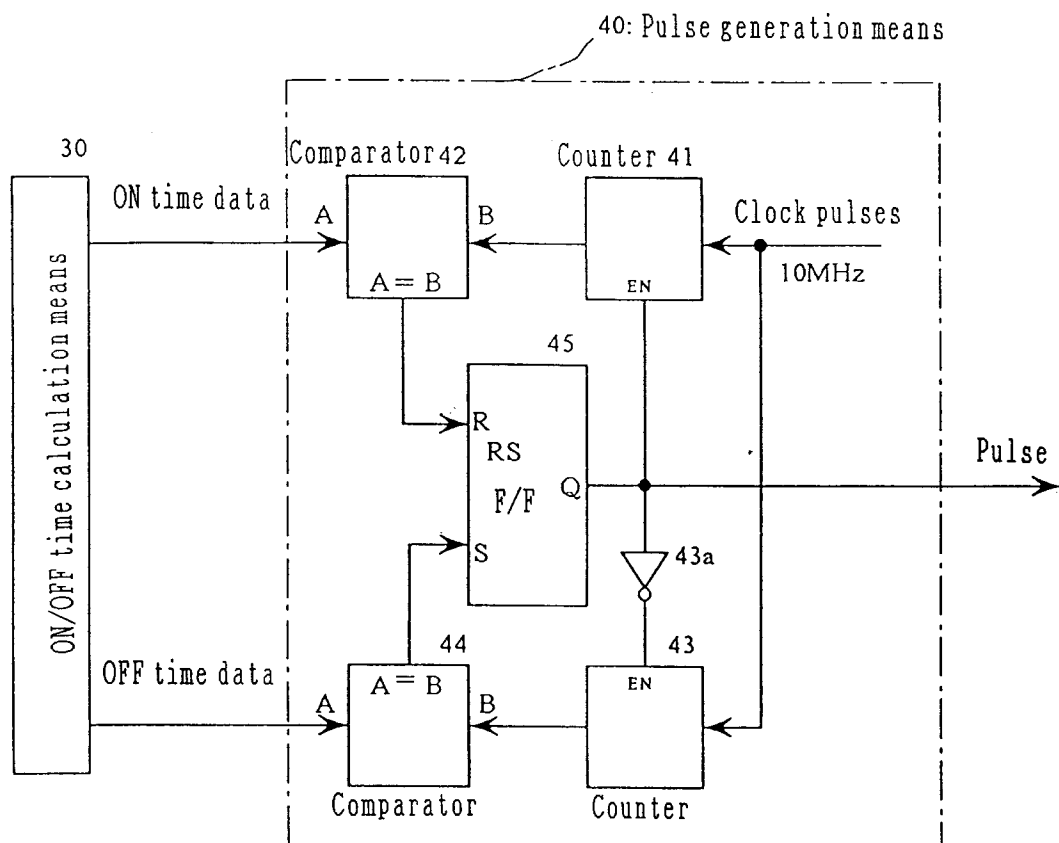 40: Pulse generation means
30
Comparator 42
Counter 41
ON time data
A
B
Clock pulses
A = B
EN
10MHz
ON/OFF time calculation means
45
R
RS
Pulse
Q
F/F
S
43a
44
43
OFF time data
A = B
EN
A
B
Comparator
Counter